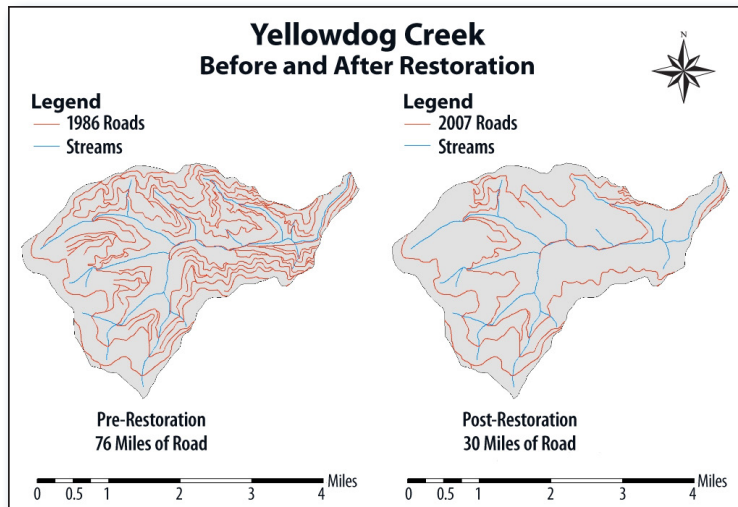 Yellowdog Creek
Before and After Restoration
N
Legend
1986 Roads
Streams
Legend
2007 Roads
Streams
Pre-Restoration
76 Miles of Road
Post-Restoration
30 Miles of Road
0 0.5 1 2 3 4 Miles
0 0.5 1 2 3 4 Miles